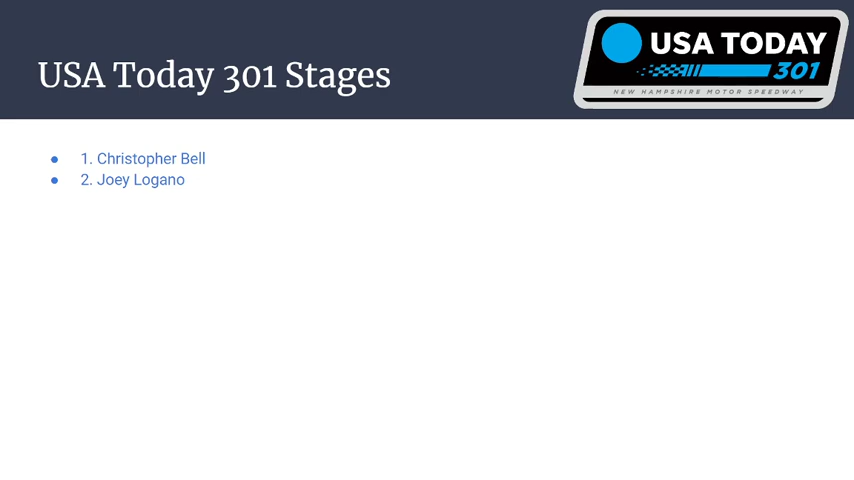 USA Today 301 Stages
USA TODAY
301
NEW HAMPSHIRE MOTOR SPEEDWAY
● 1. Christopher Bell
● 2. Joey Logano